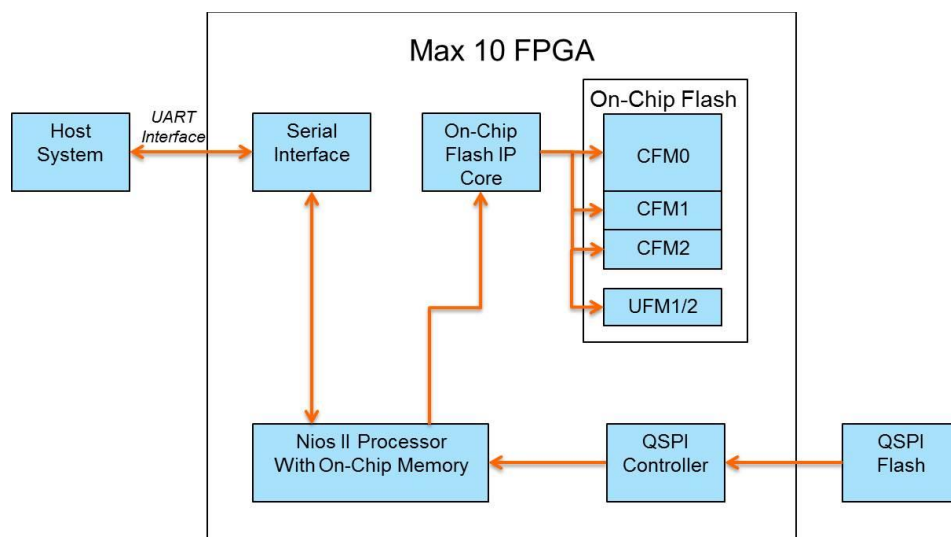 Max 10 FPGA
Host
System
UART
Interface
Serial
Interface
On-Chip
Flash IP
Core
On-Chip Flash
CFM0
CFM1
CFM2
UFM1/2
Nios II Processor
With On-Chip Memory
QSPI
Controller
QSPI
Flash